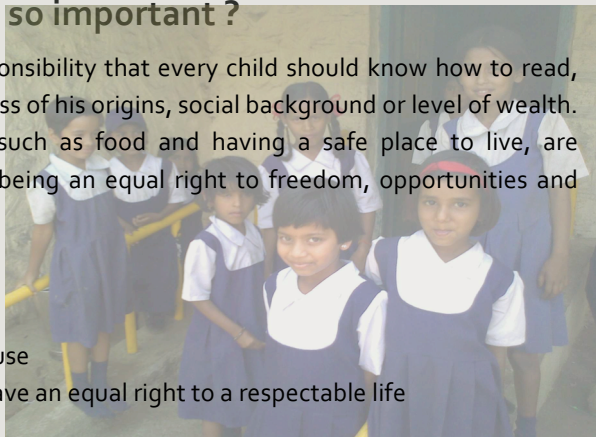 so important ?
onsibility that every child should know how to read,
ss of his origins, social background or level of wealth.
such as food and having a safe place to live, are
being an equal right to freedom, opportunities and
use
ave an equal right to a respectable life